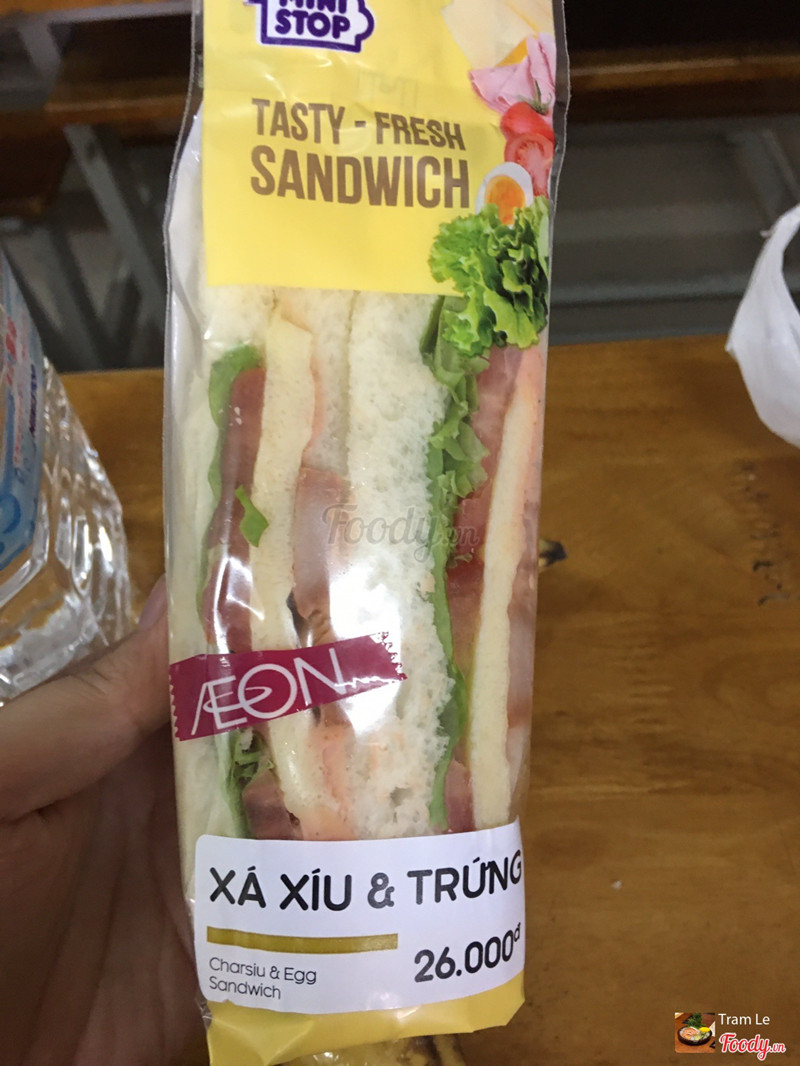 MINI
STOP
TASTY - FRESH
SANDWICH
Foody.vn
ÆON
XÁ XÍU & TRỨNG
26.000đ
Charsiu & Egg
Sandwich
Tram Le
Foody.vn